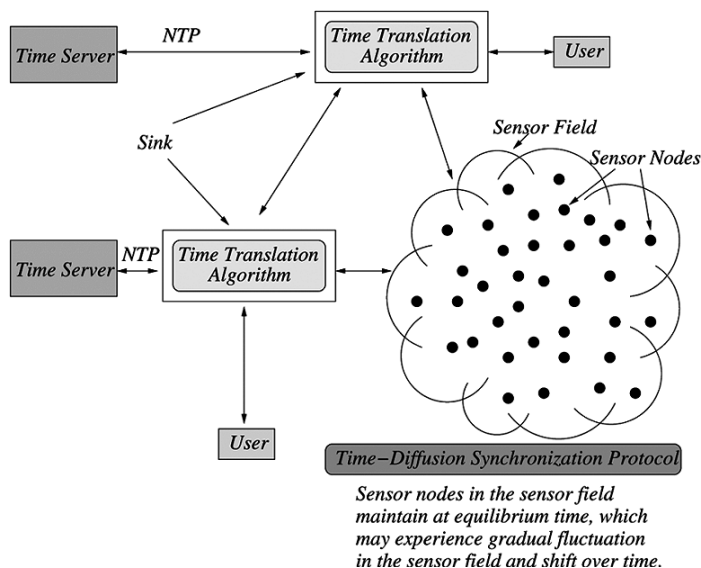 NTP
Time Server
Time Translation
Algorithm
User
Sink
Sensor Field
Sensor Nodes
Time Server
NTP
Time Translation
Algorithm
User
Time−Diffusion Synchronization Protocol
Sensor nodes in the sensor field
maintain at equilibrium time, which
may experience gradual fluctuation
in the sensor field and shift over time.